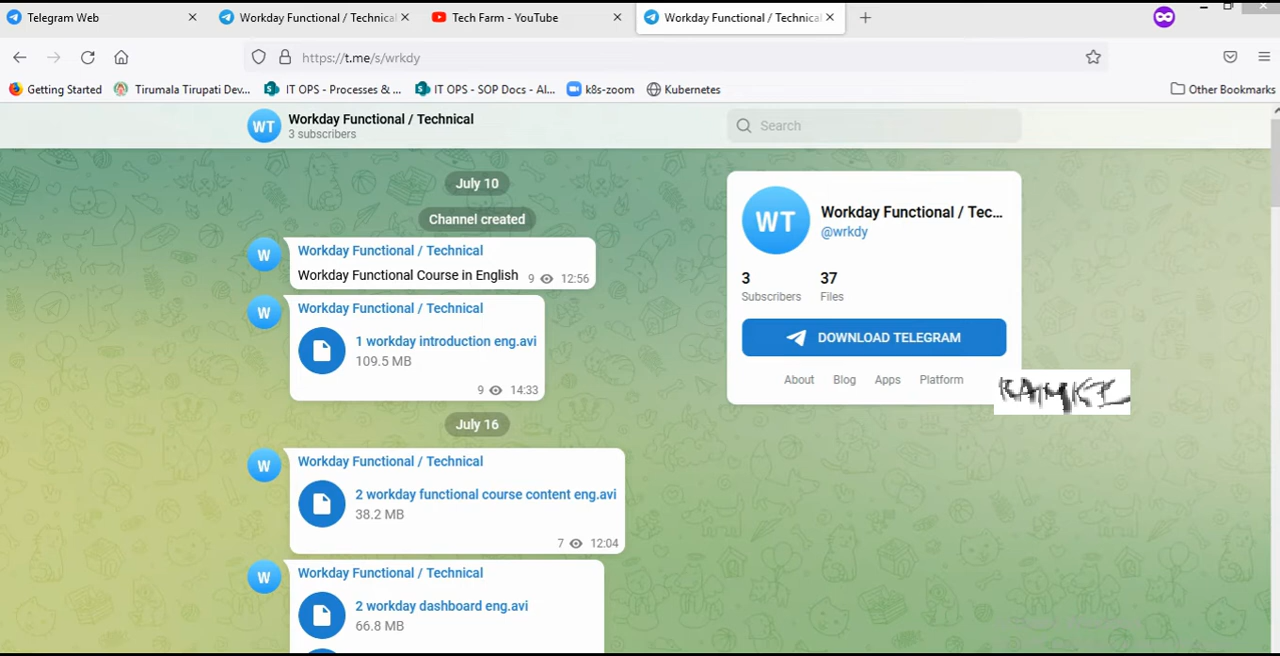 Telegram Web
Workday Functional / Technical
Tech Farm - YouTube
Workday Functional / Technical
https://t.me/s/wrkdy
Getting Started
Tirumala Tirupati Dev...
IT OPS - Processes & ...
IT OPS - SOP Docs - Al...
k8s-zoom
Kubernetes
Other Bookmarks
WT
Workday Functional / Technical
3 subscribers
Search
July 10
Channel created
W
Workday Functional / Technical
Workday Functional Course in English
9 12:56
W
Workday Functional / Technical
1 workday introduction eng.avi
109.5 MB
9 14:33
July 16
W
Workday Functional / Technical
2 workday functional course content eng.avi
38.2 MB
7 12:04
W
Workday Functional / Technical
2 workday dashboard eng.avi
66.8 MB
WT
Workday Functional / Tec...
@wrkdy
3 37
Subscribers Files
DOWNLOAD TELEGRAM
About Blog Apps Platform
RAMKI